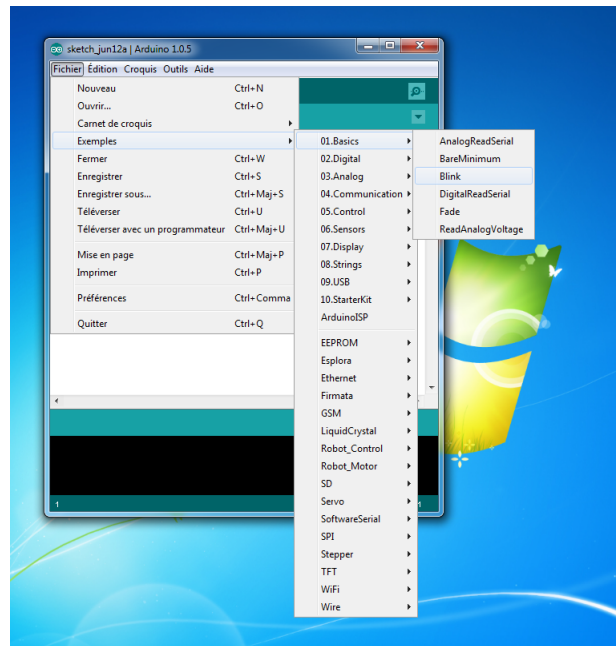 sketch_jun12a | Arduino 1.0.5
Fichier Édition Croquis Outils Aide
Nouveau Ctrl+N
Ouvrir... Ctrl+O
Carnet de croquis
Exemples
Fermer Ctrl+W
Enregistrer Ctrl+S
Enregistrer sous... Ctrl+Maj+S
Téléverser Ctrl+U
Téléverser avec un programmateur Ctrl+Maj+U
Mise en page Ctrl+Maj+P
Imprimer Ctrl+P
Préférences Ctrl+Comma
Quitter Ctrl+Q
01.Basics
02.Digital
03.Analog
04.Communication
05.Control
06.Sensors
07.Display
08.Strings
09.USB
10.StarterKit
ArduinoISP
EEPROM
Esplora
Ethernet
Firmata
GSM
LiquidCrystal
Robot_Control
Robot_Motor
SD
Servo
SoftwareSerial
SPI
Stepper
TFT
WiFi
Wire
AnalogReadSerial
BareMinimum
Blink
DigitalReadSerial
Fade
ReadAnalogVoltage
1